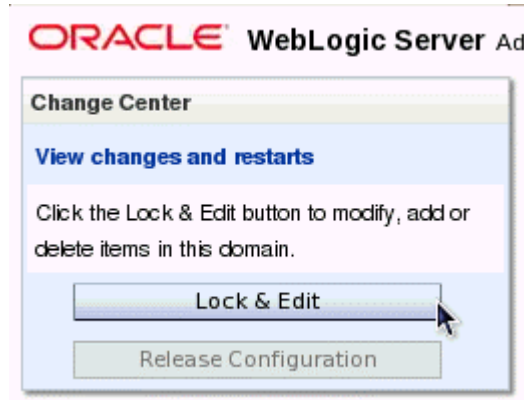 ORACLE WebLogic Server Ad
Change Center
View changes and restarts
Click the Lock & Edit button to modify, add or
delete items in this domain.
Lock & Edit
Release Configuration